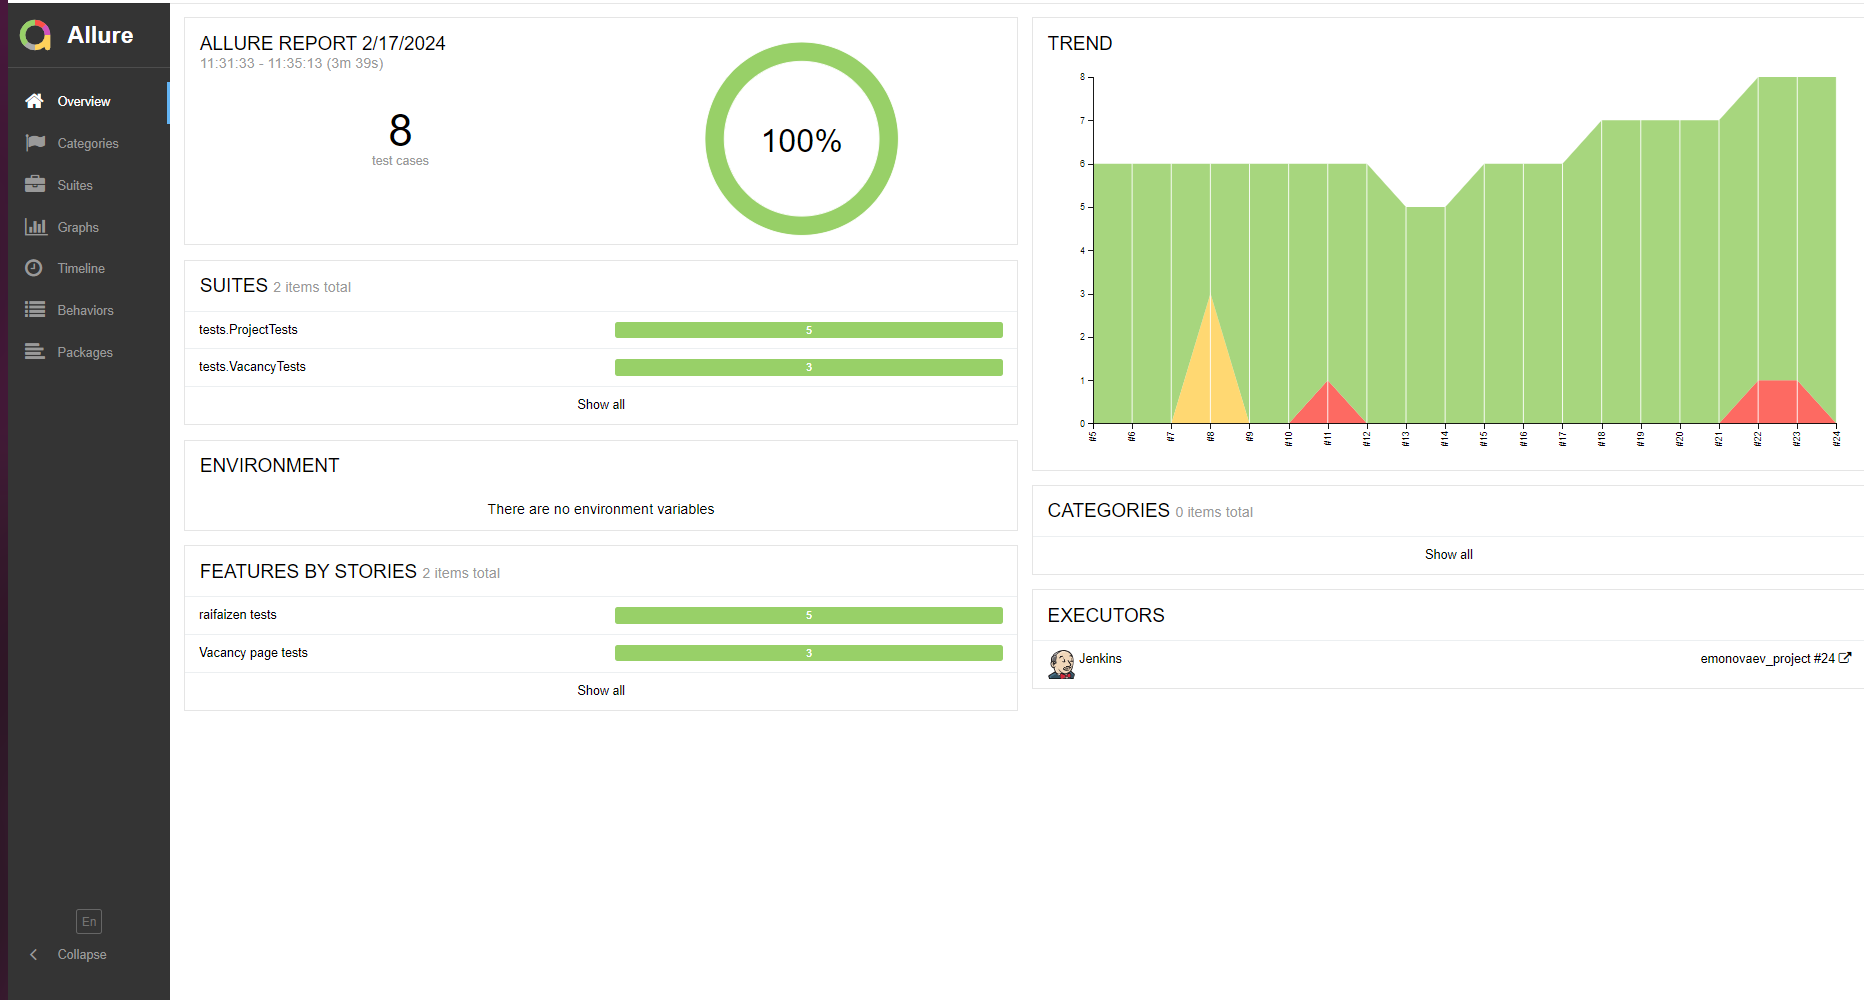 Allure
Overview
Categories
Suites
Graphs
Timeline
Behaviors
Packages
En
Collapse
ALLURE REPORT 2/17/2024
11:31:33 - 11:35:13 (3m 39s)
8
test cases
100%
SUITES 2 items total
tests.ProjectTests 5
tests.VacancyTests 3
Show all
ENVIRONMENT
There are no environment variables
FEATURES BY STORIES 2 items total
raifaizen tests 5
Vacancy page tests 3
Show all
TREND
8
7
6
5
4
3
2
1
0
#5 #6 #7 #8 #9 #10 #11 #12 #13 #14 #15 #16 #17 #18 #19 #20 #21 #22 #23 #24
CATEGORIES 0 items total
Show all
EXECUTORS
Jenkins emonovaev_project #24